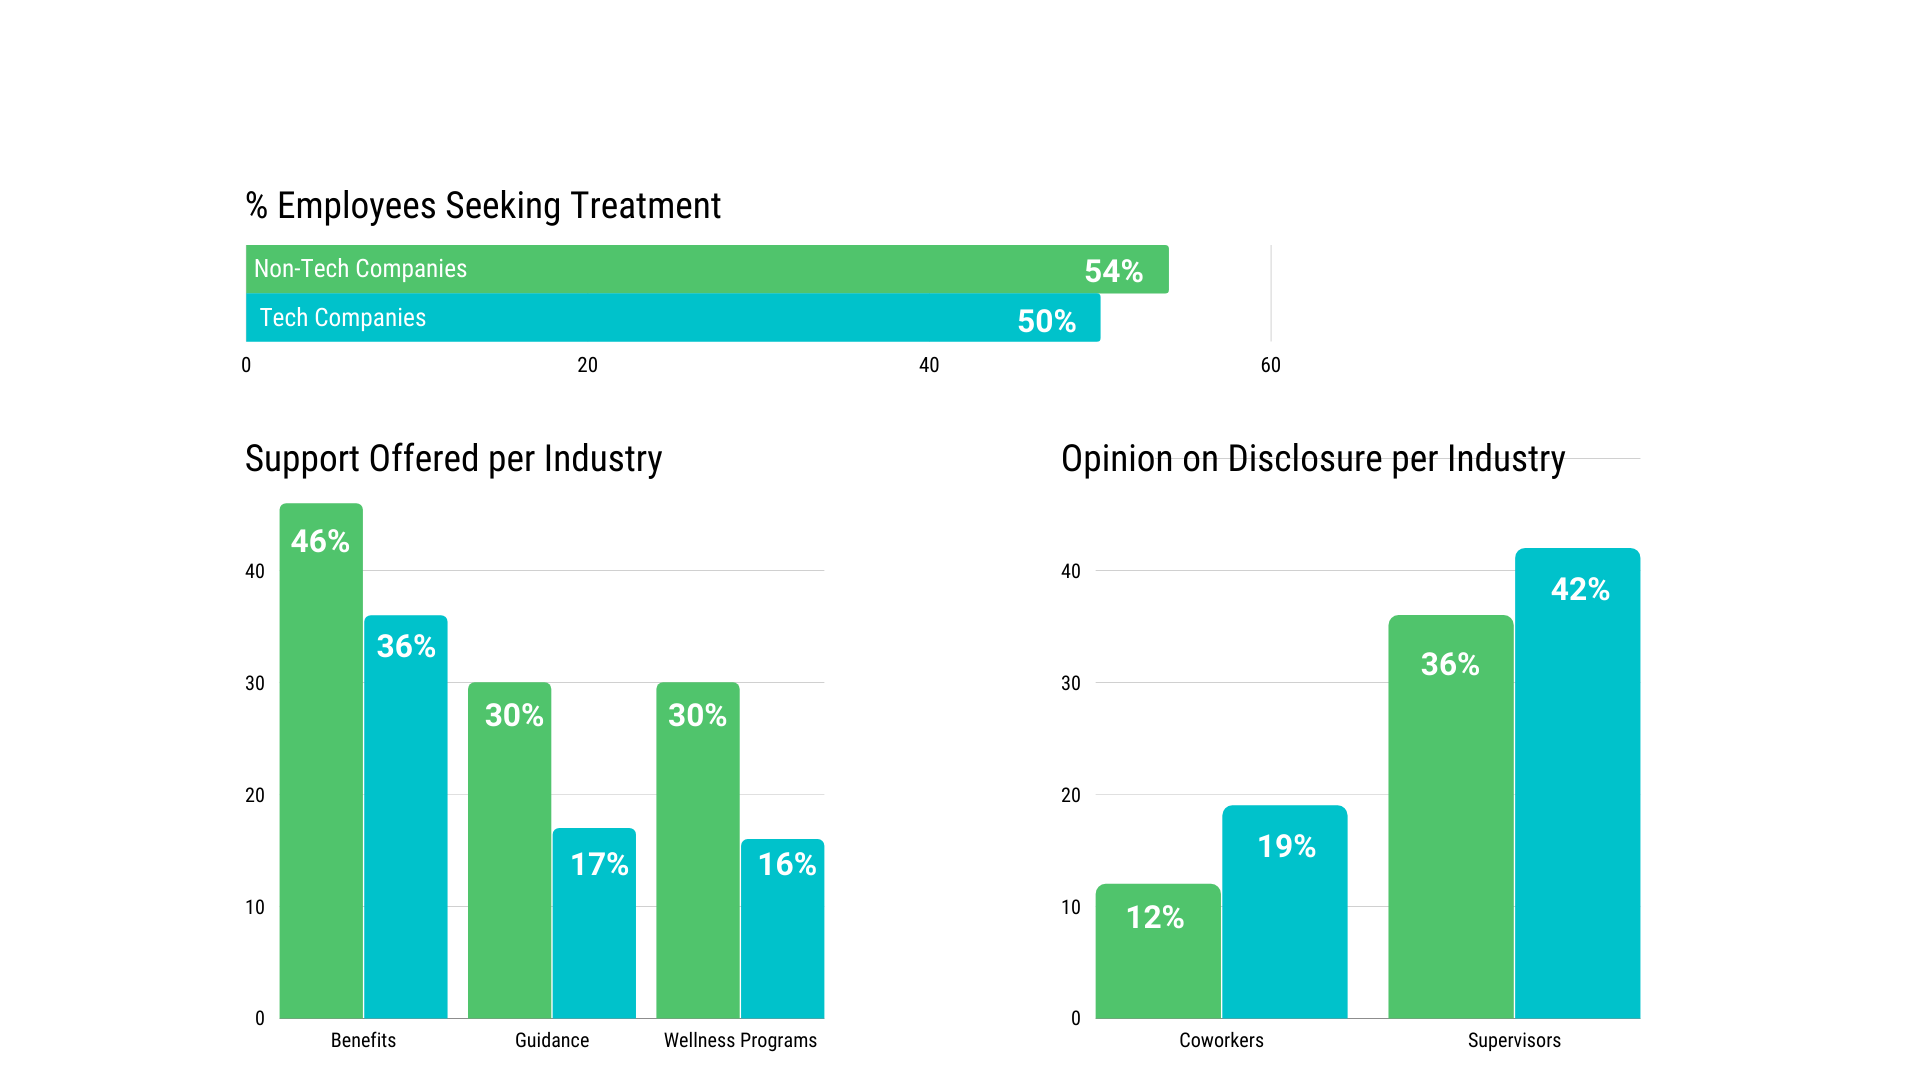 % Employees Seeking Treatment
Non-Tech Companies 54%
Tech Companies 50%
0 20 40 60
Support Offered per Industry
46%
36%
30%
30%
17%
16%
40
30
20
10
0
Benefits Guidance Wellness Programs
Opinion on Disclosure per Industry
42%
36%
19%
12%
40
30
20
10
0
Coworkers Supervisors